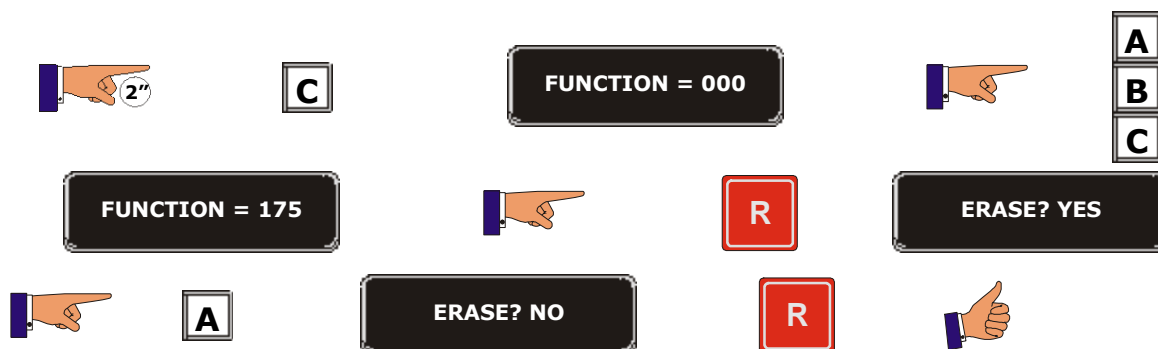 2”
C
FUNCTION = 000
A
B
C
FUNCTION = 175
R
ERASE? YES
A
ERASE? NO
R